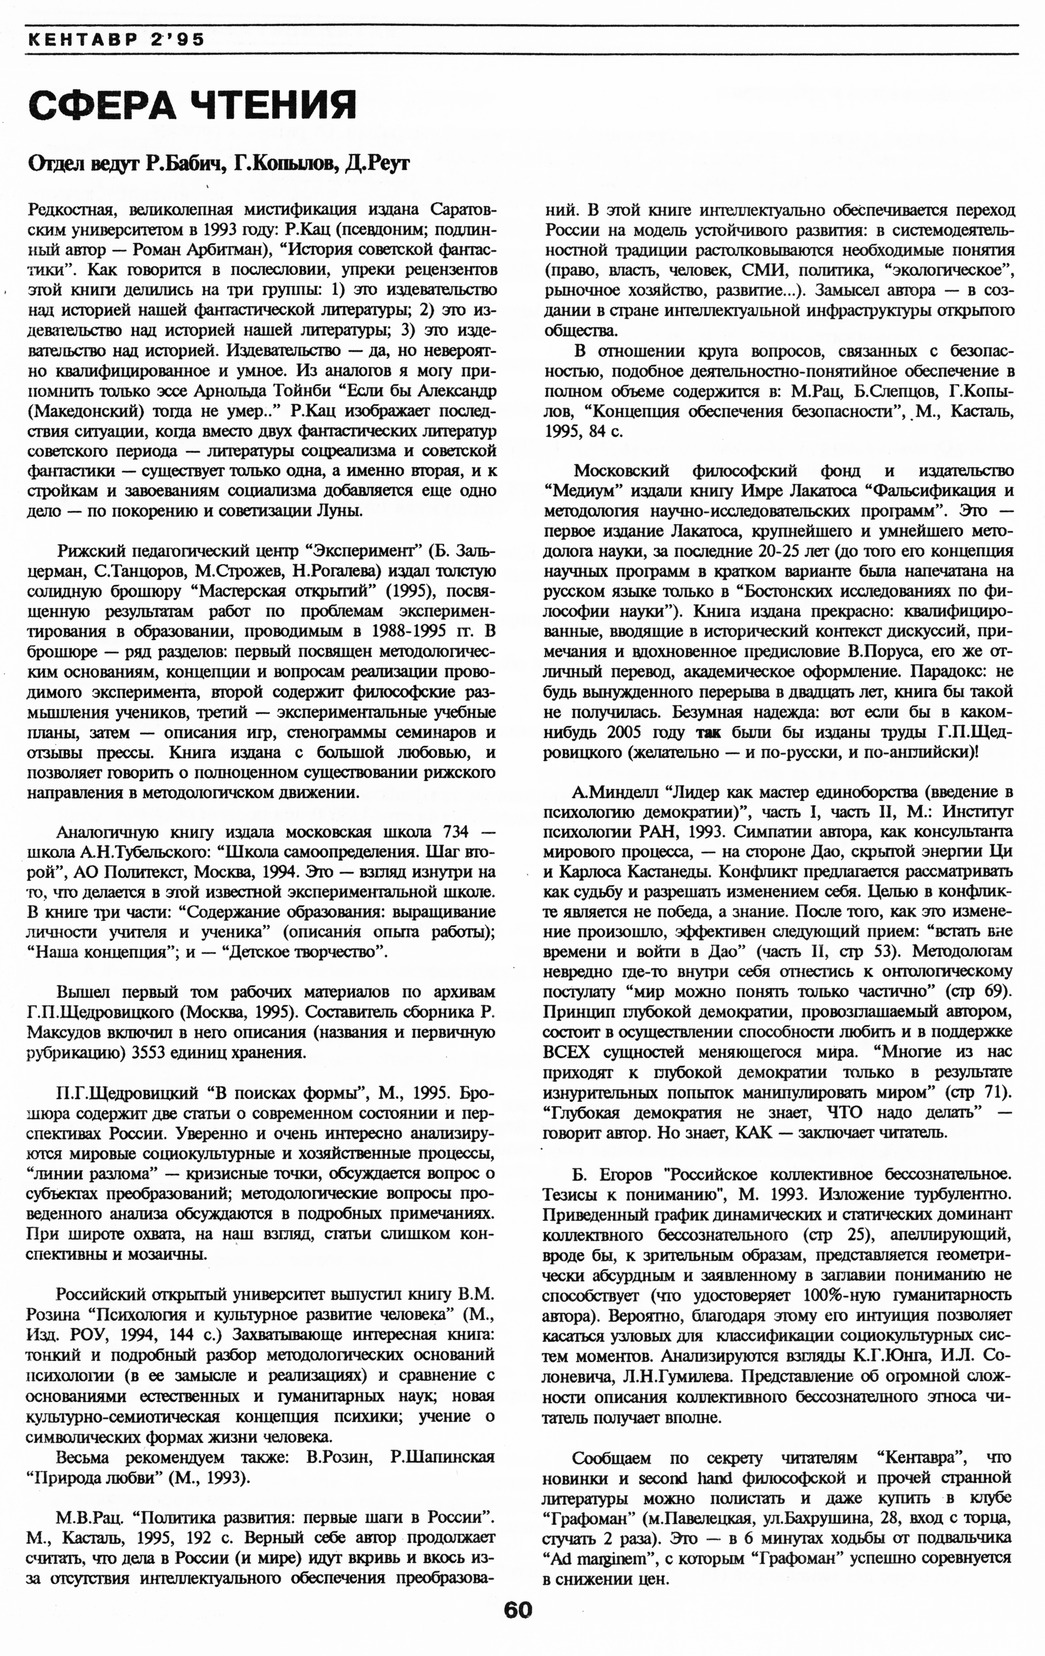 КЕНТАВР 2'95
СФЕРА ЧТЕНИЯ
Отдел ведут Р.Бабич, Г.Копылов, Д.Реут
Редкостная, великолепная мистификация издана Саратов-
ским университетом в 1993 году: Р.Кац (псевдоним; подлин-
ный автор — Роман Арбитман), “История советской фантас-
тики”. Как говорится в послесловии, упреки рецензентов
этой книги делились на три группы: 1) это издевательство
над историей нашей фантастической литературы; 2) это из-
девательство над историей нашей литературы; 3) это изде-
вательство над историей. Издевательство — да, но невероят-
но квалифицированное и умное. Из аналогов я могу при-
помнить только эссе Арнольда Тойнби “Если бы Александр
(Македонский) тогда не умер..” Р.Кац изображает послед-
ствия ситуации, когда вместо двух фантастических литератур
советского периода — литературы соцреализма и советской
фантастики — существует только одна, а именно вторая, и к
стройкам и завоеваниям социализма добавляется еще одно
дело — по покорению и советизации Луны.
Рижский педагогический центр “Эксперимент” (Б. Заль-
церман, С.Танцоров, М.Строжев, Н.Рогалева) издал толстую
солидную брошюру “Мастерская открытий” (1995), посвя-
щенную результатам работ по проблемам эксперимен-
тирования в образовании, проводимым в 1988-1995 гг. В
брошюре — ряд разделов: первый посвящен методологичес-
ким основаниям, концепции и вопросам реализации прово-
димого эксперимента, второй содержит философские раз-
мышления учеников, третий — экспериментальные учебные
планы, затем — описания игр, стенограммы семинаров и
отзывы прессы. Книга издана с большой любовью, и
позволяет говорить о полноценном существовании рижского
направления в методологичском движении.
Аналогичную книгу издала московская школа 734 —
школа А.Н.Тубельского: “Школа самоопределения. Шаг вто-
рой”, АО Политекст, Москва, 1994. Это — взгляд изнутри на
то, что делается в этой известной экспериментальной школе.
В книге три части: “Содержание образования: выращивание
личности учителя и ученика” (описания опыта работы);
“Наша концепция”; и — “Детское творчество”.
Вышел первый том рабочих материалов по архивам
Г.П.Щедровицкого (Москва, 1995). Составитель сборника Р.
Максудов включил в него описания (названия и первичную
рубрикацию) 3553 единиц хранения.
П.Г.Щедровицкий “В поисках формы”, М., 1995. Бро-
шюра содержит две статьи о современном состоянии и пер-
спективах России. Уверенно и очень интересно анализиру-
ются мировые социокультурные и хозяйственные процессы,
“линии разлома” — кризисные точки, обсуждается вопрос о
субъектах преобразований; методологические вопросы про-
веденного анализа обсуждаются в подробных примечаниях.
При широте охвата, на наш взгляд, статьи слишком кон-
спективны и мозаичны.
Российский открытый университет выпустил книгу В.М.
Розина “Психология и культурное развитие человека” (М.,
Изд. РОУ, 1994, 144 с.) Захватывающе интересная книга:
тонкий и подробный разбор методологических оснований
психологии (в ее замысле и реализациях) и сравнение с
основаниями естественных и гуманитарных наук; новая
культурно-семиотическая концепция психики; учение о
символических формах жизни человека.
Весьма рекомендуем также: В.Розин, Р.Шапинская
“Природа любви” (М., 1993).
М.В.Рац. “Политика развития: первые шаги в России”.
М., Касталь, 1995, 192 с. Верный себе автор продолжает
считать, что дела в России (и мире) идут вкривь и вкось из-
за отсутствия интеллектуального обеспечения преобразова-
ний. В этой книге интеллектуально обеспечивается переход
России на модель устойчивого развития: в системодеятель-
ностной традиции растолковываются необходимые понятия
(право, власть, человек, СМИ, политика, “экологическое”,
рыночное хозяйство, развитие...). Замысел автора — в соз-
дании в стране интеллектуальной инфраструктуры открытого
общества.
В отношении круга вопросов, связанных с безопас-
ностью, подобное деятельностно-понятийное обеспечение в
полном объеме содержится в: М.Рац, Б.Слепцов, Г.Копы-
лов, “Концепция обеспечения безопасности”, М., Касталь,
1995, 84 с.
Московский философский фонд и издательство
“Медиум” издали книгу Имре Лакатоса “Фальсификация и
методология научно-исследовательских программ”. Это —
первое издание Лакатоса, крупнейшего и умнейшего мето-
долога науки, за последние 20-25 лет (до того его концепция
научных программ в кратком варианте была напечатана на
русском языке только в “Бостонских исследованиях по фи-
лософии науки”). Книга издана прекрасно: квалифициро-
ванные, вводящие в исторический контекст дискуссий, при-
мечания и вдохновенное предисловие В.Поруса, его же от-
личный перевод, академическое оформление. Парадокс: не
будь вынужденного перерыва в двадцать лет, книга бы такой
не получилась. Безумная надежда: вот если бы в каком-
нибудь 2005 году так были бы изданы труды Г.П.Щед-
ровицкого (желательно — и по-русски, и по-английски)!
А.Минделл “Лидер как мастер единоборства (введение в
психологию демократии)”, часть I, часть II, М.: Институт
психологии РАН, 1993. Симпатии автора, как консультанта
мирового процесса, — на стороне Дао, скрытой энергии Ци
и Карлоса Кастанеды. Конфликт предлагается рассматривать
как судьбу и разрешать изменением себя. Целью в конфлик-
те является не победа, а знание. После того, как это измене-
ние произошло, эффективен следующий прием: “встать вне
времени и войти в Дао” (часть II, стр 53). Методологам
невредно где-то внутри себя отнестись к онтологическому
постулату “мир можно понять только частично” (стр 69).
Принцип глубокой демократии, провозглашаемый автором,
состоит в осуществлении способности любить и в поддержке
ВСЕХ сущностей меняющегося мира. “Многие из нас
приходят к глубокой демократии только в результате
изнурительных попыток манипулировать миром” (стр 71).
“Глубокая демократия не знает, ЧТО надо делать” —
говорит автор. Но знает, КАК — заключает читатель.
Б. Егоров "Российское коллективное бессознательное.
Тезисы к пониманию", М. 1993. Изложение турбулентно.
Приведенный график динамических и статических доминант
коллектвного бессознательного (стр 25), апеллирующий,
вроде бы, к зрительным образам, представляется геометри-
чески абсурдным и заявленному в заглавии пониманию не
способствует (что удостоверяет 100%-ную гуманитарность
автора). Вероятно, благодаря этому его интуиция позволяет
касаться узловых для классификации социокультурных сис-
тем моментов. Анализируются взгляды К.Г.Юнга, И.Л. Со-
лоневича, Л.Н.Гумилева. Представление об огромной слож-
ности описания коллективного бессознателного этноса чи-
татель получает вполне.
Сообщаем по секрету читателям “Кентавра”, что
новинки и second hand философской и прочей странной
литературы можно полистать и даже купить в клубе
“Графоман” (м.Павелецкая, ул.Бахрушина, 28, вход с торца,
стучать 2 раза). Это — в 6 минутах ходьбы от подвальчика
“Ad marginem”, с которым “Графоман” успешно соревнуется
в снижении цен.
60